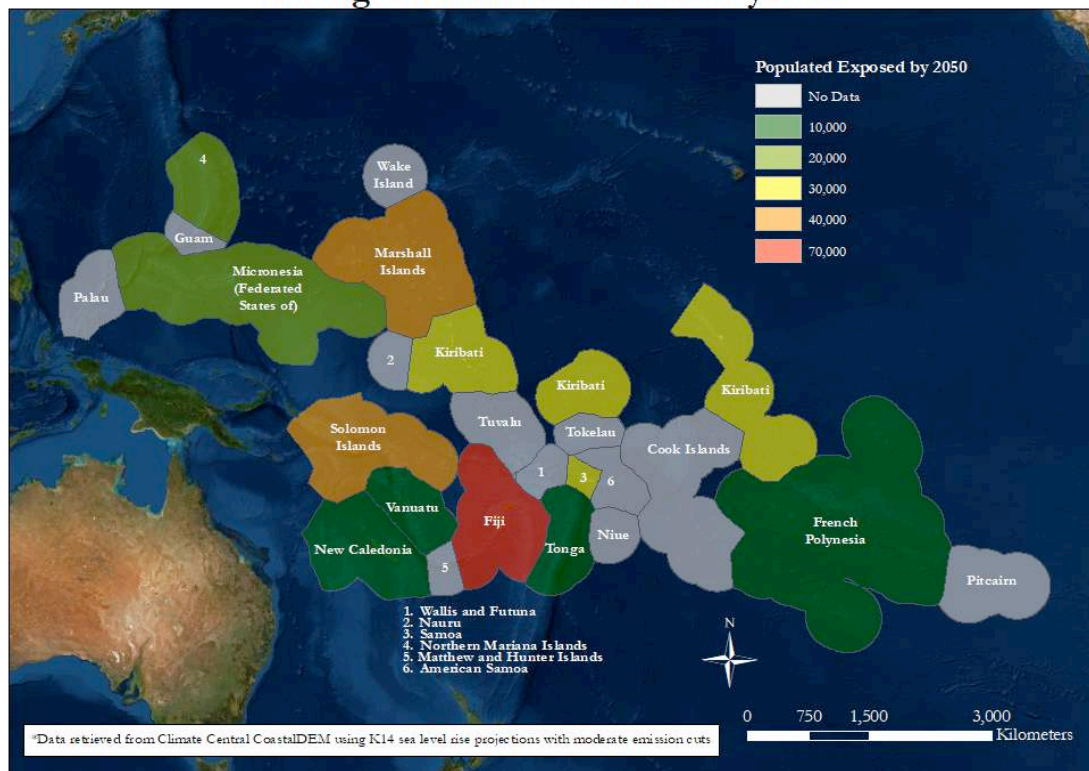 Populated Exposed by 2050
No Data
10,000
20,000
30,000
40,000
70,000
4
Wake
Island
Guam
Marshall
Islands
Micronesia
(Federated
States of)
Palau
2
Kiribati
Kiribati
Kiribati
Tuvalu
Tokelau
Cook Islands
Solomon
Islands
1
3
6
Vanuatu
Fiji
French
Polynesia
New Caledonia
Tonga
Niue
5
Pitcairn
1. Wallis and Futuna
2. Nauru
3. Samoa
4. Northern Mariana Islands
5. Matthew and Hunter Islands
6. American Samoa
N
0 750 1,500 3,000
Kilometers
*Data retrieved from Climate Central CoastalDEM using K14 sea level rise projections with moderate emission cuts